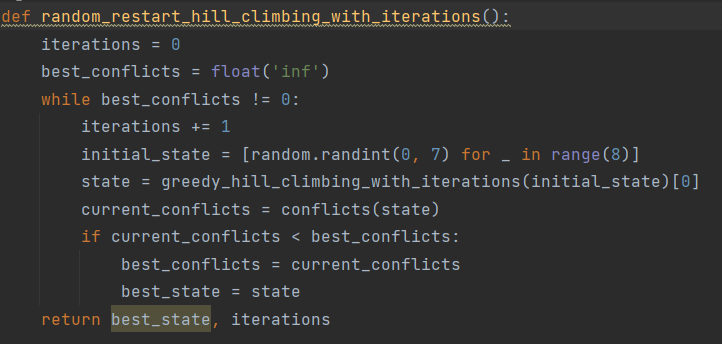 def random_restart_hill_climbing_with_iterations():
    iterations = 0
    best_conflicts = float('inf')
    while best_conflicts != 0:
        iterations += 1
        initial_state = [random.randint(0, 7) for _ in range(8)]
        state = greedy_hill_climbing_with_iterations(initial_state)[0]
        current_conflicts = conflicts(state)
        if current_conflicts < best_conflicts:
            best_conflicts = current_conflicts
            best_state = state
    return best_state, iterations